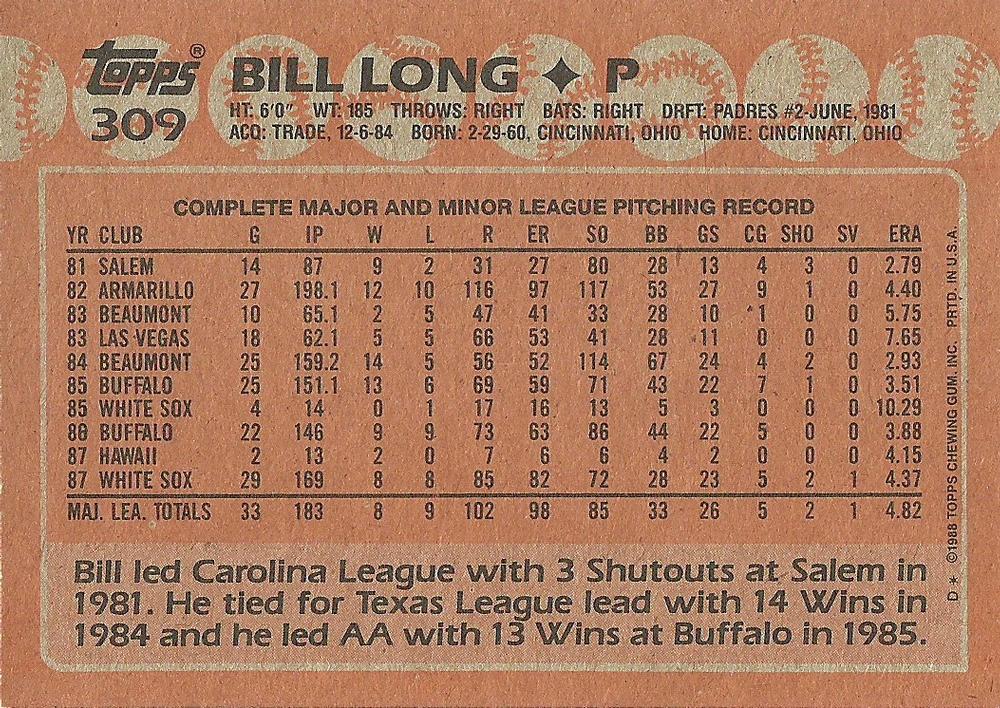 Topps® BILL LONG ✦ P
309 HT: 6'0" WT: 185 THROWS: RIGHT BATS: RIGHT DRFT: PADRES #2-JUNE, 1981
ACQ: TRADE, 12-6-84 BORN: 2-29-60, CINCINNATI, OHIO HOME: CINCINNATI, OHIO
COMPLETE MAJOR AND MINOR LEAGUE PITCHING RECORD
YR CLUB G IP W L R ER SO BB GS CG SHO SV ERA
81 SALEM 14 87 9 2 31 27 80 28 13 4 3 0 2.79
82 ARMARILLO 27 198.1 12 10 116 97 117 53 27 9 1 0 4.40
83 BEAUMONT 10 65.1 2 5 47 41 33 28 10 1 0 0 5.75
83 LAS VEGAS 18 62.1 5 5 66 53 41 28 11 0 0 0 7.65
84 BEAUMONT 25 159.2 14 5 56 52 114 67 24 4 2 0 2.93
85 BUFFALO 25 151.1 13 6 69 59 71 43 22 7 1 0 3.51
85 WHITE SOX 4 14 0 1 17 16 13 5 3 0 0 0 10.29
86 BUFFALO 22 146 9 9 73 63 86 44 22 5 0 0 3.88
87 HAWAII 2 13 2 0 7 6 6 4 2 0 0 0 4.15
87 WHITE SOX 29 169 8 8 85 82 72 28 23 5 2 1 4.37
MAJ. LEA. TOTALS 33 183 8 9 102 98 85 33 26 5 2 1 4.82
Bill led Carolina League with 3 Shutouts at Salem in
1981. He tied for Texas League lead with 14 Wins in
1984 and he led AA with 13 Wins at Buffalo in 1985.
D* ©1988 TOPPS CHEWING GUM, INC. PRTD. IN U.S.A.